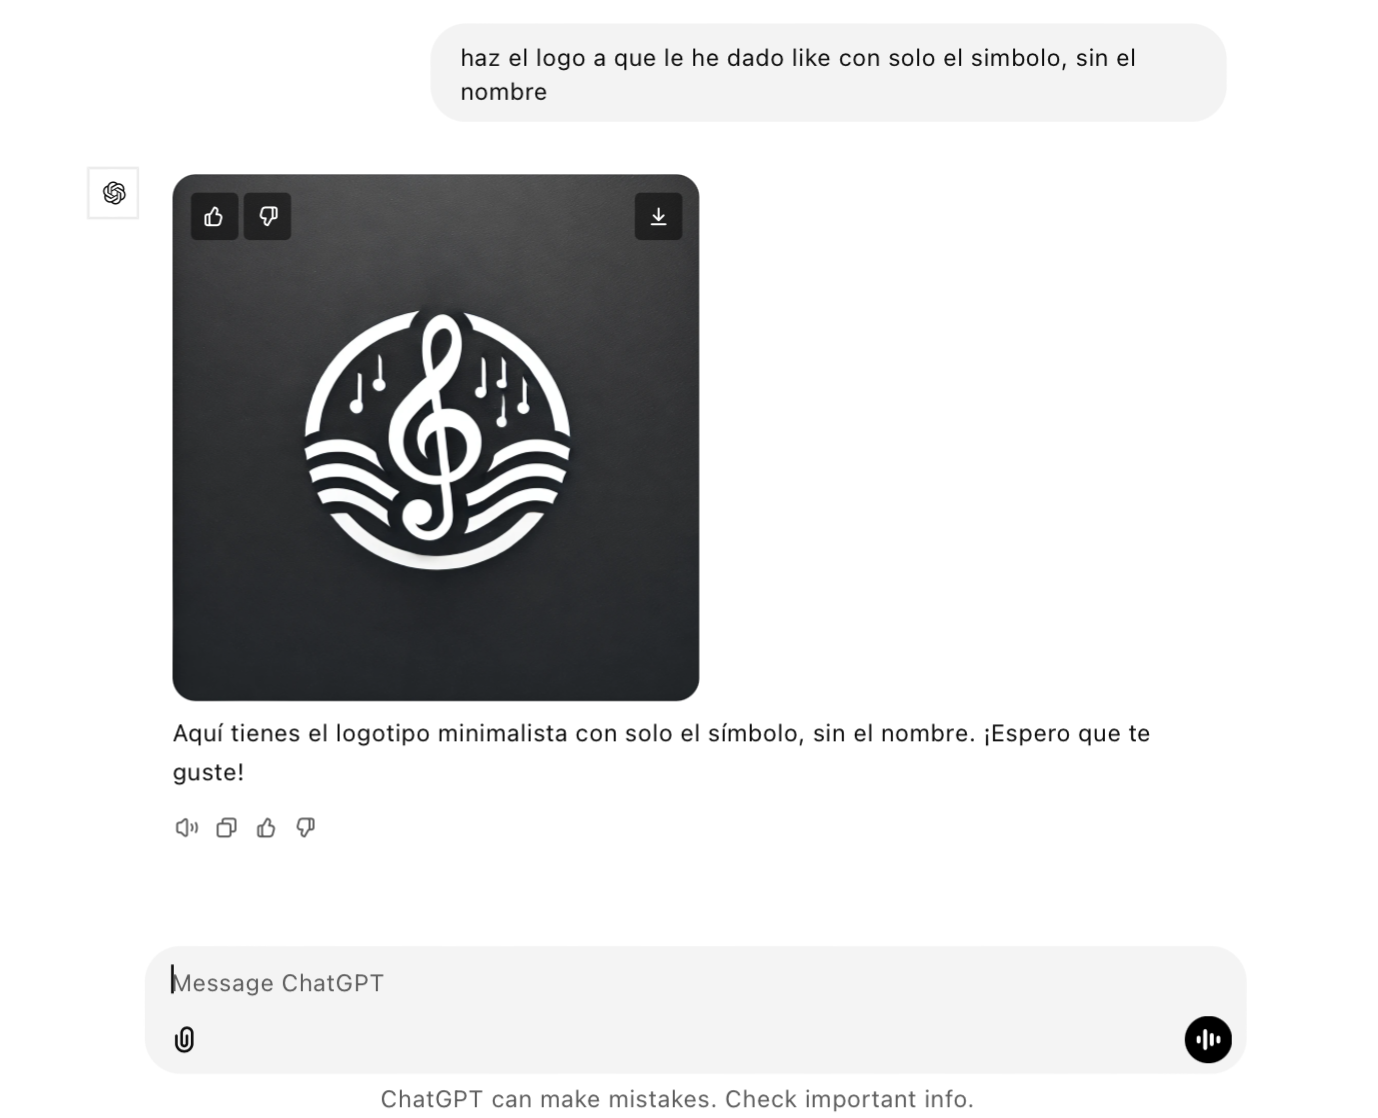 haz el logo a que le he dado like con solo el simbolo, sin el
nombre
Aquí tienes el logotipo minimalista con solo el símbolo, sin el nombre. ¡Espero que te
guste!
Message ChatGPT
ChatGPT can make mistakes. Check important info.